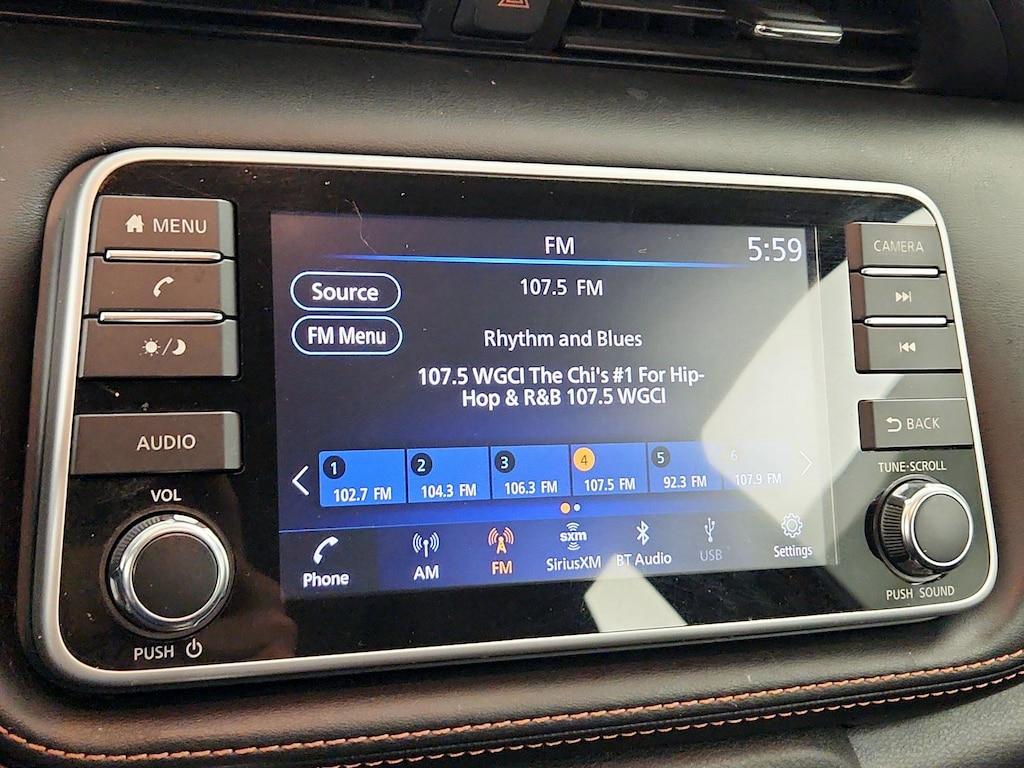 MENU
AUDIO
VOL
PUSH
FM
5:59
Source
107.5 FM
FM Menu
Rhythm and Blues
107.5 WGCI The Chi's #1 For Hip-
Hop & R&B 107.5 WGCI
1 2 3 4 5 6
102.7 FM 104.3 FM 106.3 FM 107.5 FM 92.3 FM 107.9 FM
Phone AM FM sxm SiriusXM BT Audio USB Settings
CAMERA
BACK
TUNE·SCROLL
PUSH SOUND